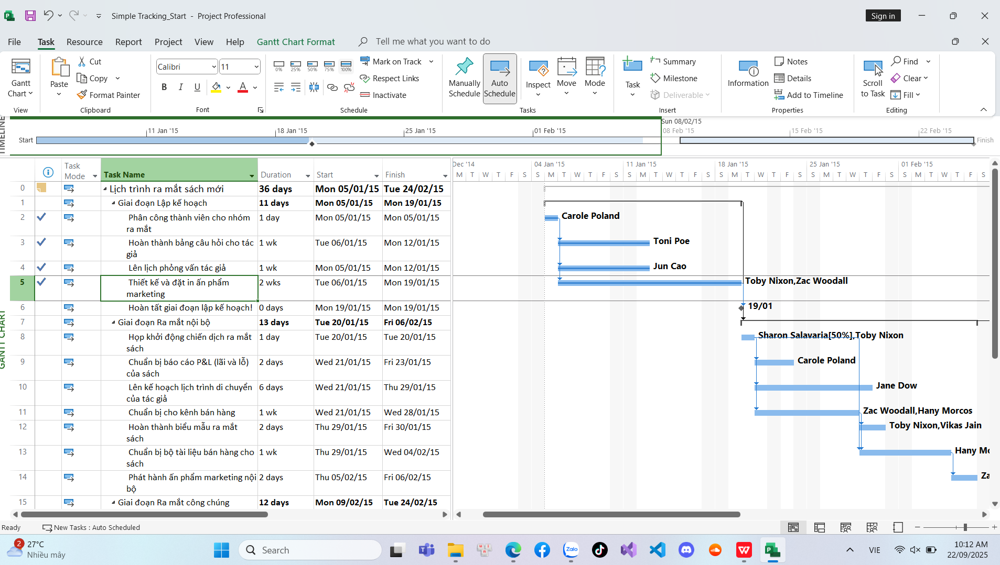 Simple Tracking_Start - Project Professional
Sign in
File Task Resource Report Project View Help Gantt Chart Format Tell me what you want to do
Gantt Chart
View
Paste
Cut
Copy
Format Painter
Clipboard
Calibri 11
B I U A
Font
0% 25% 50% 75% 100%
Mark on Track
Respect Links
Inactivate
Schedule
Manually Schedule
Auto Schedule
Inspect
Move
Mode
Tasks
Task
Summary
Milestone
Deliverable
Insert
Information
Notes
Details
Add to Timeline
Properties
Scroll to Task
Find
Clear
Fill
Editing
TIMELINE
Sun 08/02/15
11 Jan '15 18 Jan '15 25 Jan '15 01 Feb '15 08 Feb '15 15 Feb '15 22 Feb '15
Start Finish
GANTT CHART
Task Mode Task Name Duration Start Finish
Dec '14 04 Jan '15 11 Jan '15 18 Jan '15 25 Jan '15 01 Feb '15
M T W T F S S M T W T F S S M T W T F S S M T W T F S S M T W T F S S M T W T F S
0 Lịch trình ra mắt sách mới 36 days Mon 05/01/15 Tue 24/02/15
1 Giai đoạn Lập kế hoạch 11 days Mon 05/01/15 Mon 19/01/15
2 Phân công thành viên cho nhóm 1 day Mon 05/01/15 Mon 05/01/15 Carole Poland
ra mắt
3 Hoàn thành bảng câu hỏi cho tác 1 wk Tue 06/01/15 Mon 12/01/15 Toni Poe
giả
4 Lên lịch phỏng vấn tác giả 1 wk Mon 05/01/15 Mon 12/01/15 Jun Cao
5 Thiết kế và đặt in ấn phẩm 2 wks Tue 06/01/15 Mon 19/01/15 Toby Nixon,Zac Woodall
marketing
6 Hoàn tất giai đoạn lập kế hoạch! 0 days Mon 19/01/15 Mon 19/01/15 19/01
7 Giai đoạn Ra mắt nội bộ 13 days Tue 20/01/15 Fri 06/02/15
8 Họp khởi động chiến dịch ra mắt 1 day Tue 20/01/15 Tue 20/01/15 Sharon Salavaria[50%],Toby Nixon
sách
9 Chuẩn bị báo cáo P&L (lãi và lỗ) 2 days Wed 21/01/15 Fri 23/01/15 Carole Poland
của sách
10 Lên kế hoạch lịch trình di chuyển 6 days Wed 21/01/15 Thu 29/01/15 Jane Dow
của tác giả
11 Chuẩn bị cho kênh bán hàng 1 wk Wed 21/01/15 Wed 28/01/15 Zac Woodall,Hany Morcos
12 Hoàn thành biểu mẫu ra mắt 2 days Thu 29/01/15 Fri 30/01/15 Toby Nixon,Vikas Jain
sách
13 Chuẩn bị bộ tài liệu bán hàng cho 1 wk Thu 29/01/15 Wed 04/02/15 Hany Mo
sách
14 Phát hành ấn phẩm marketing nội 2 days Thu 05/02/15 Fri 06/02/15 Za
bộ
15 Giai đoạn Ra mắt công chúng 12 days Mon 09/02/15 Tue 24/02/15
Ready New Tasks : Auto Scheduled
2 27°C
Nhiều mây
Search
Zalo
VIE
10:12 AM
22/09/2025